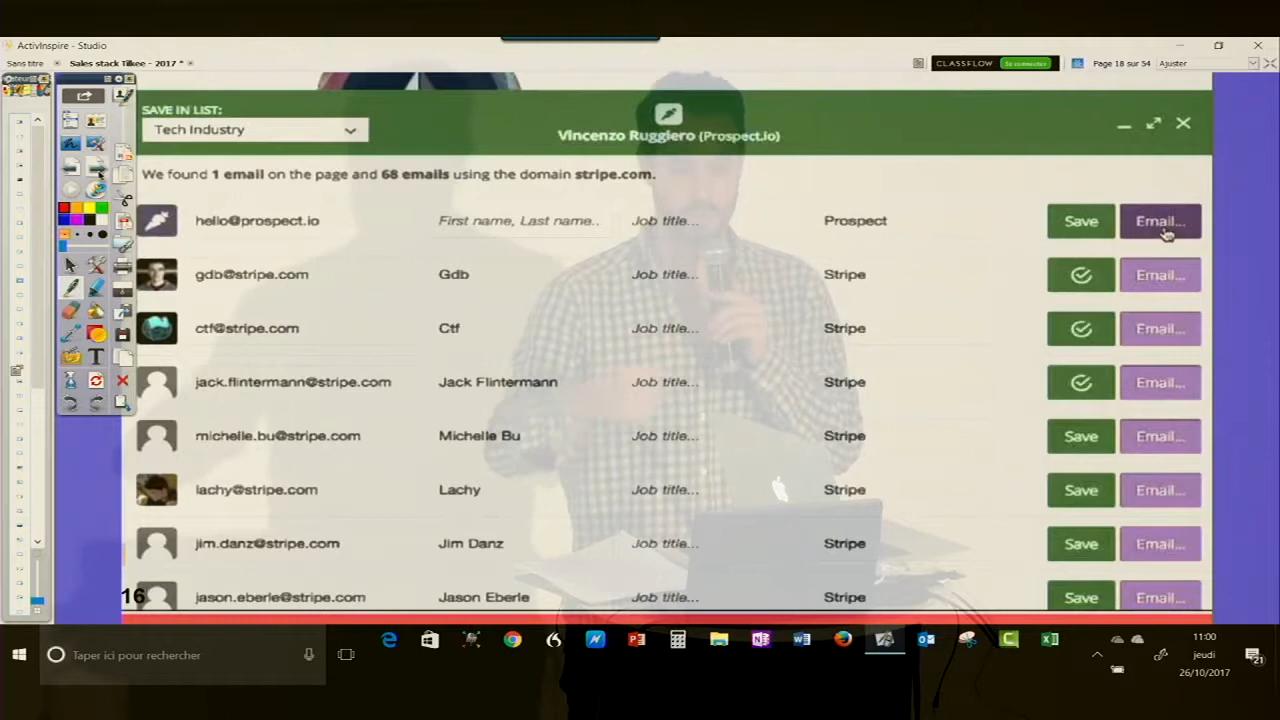 ActivInspire - Studio
Sans titre
Sales stack Tilkee - 2017 *
CLASSFLOW
Se connecter
Page 18 sur 54
Ajuster
SAVE IN LIST:
Tech Industry
Vincenzo Ruggiero (Prospect.io)
We found 1 email on the page and 68 emails using the domain stripe.com.
hello@prospect.io First name, Last name.. Job title... Prospect Save Email...
gdb@stripe.com Gdb Job title... Stripe Email...
ctf@stripe.com Ctf Job title... Stripe Email...
jack.flintermann@stripe.com Jack Flintermann Job title... Stripe Email...
michelle.bu@stripe.com Michelle Bu Job title... Stripe Save Email...
lachy@stripe.com Lachy Job title... Stripe Save Email...
jim.danz@stripe.com Jim Danz Job title... Stripe Save Email...
16
jason.eberle@stripe.com Jason Eberle Job title... Stripe Save Email...
Taper ici pour rechercher
11:00
jeudi
26/10/2017
21